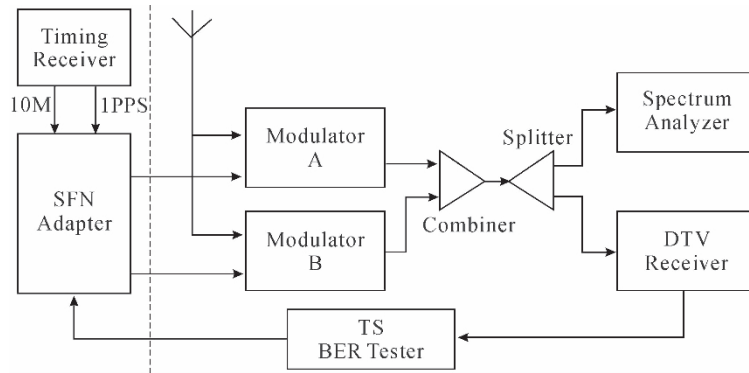 Timing
Receiver
10M
1PPS
SFN
Adapter
Modulator
A
Modulator
B
Combiner
Splitter
Spectrum
Analyzer
DTV
Receiver
TS
BER Tester